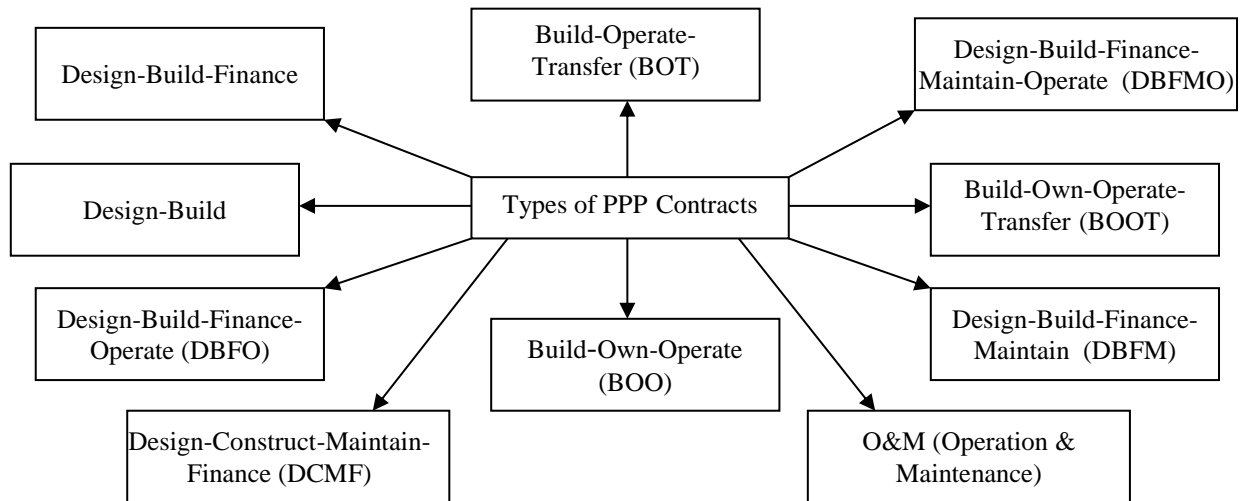 Build-Operate-
Transfer (BOT)
Design-Build-Finance
Design-Build-Finance-
Maintain-Operate (DBFMO)
Design-Build
Types of PPP Contracts
Build-Own-Operate-
Transfer (BOOT)
Design-Build-Finance-
Operate (DBFO)
Build-Own-Operate
(BOO)
Design-Build-Finance-
Maintain (DBFM)
Design-Construct-Maintain-
Finance (DCMF)
O&M (Operation &
Maintenance)